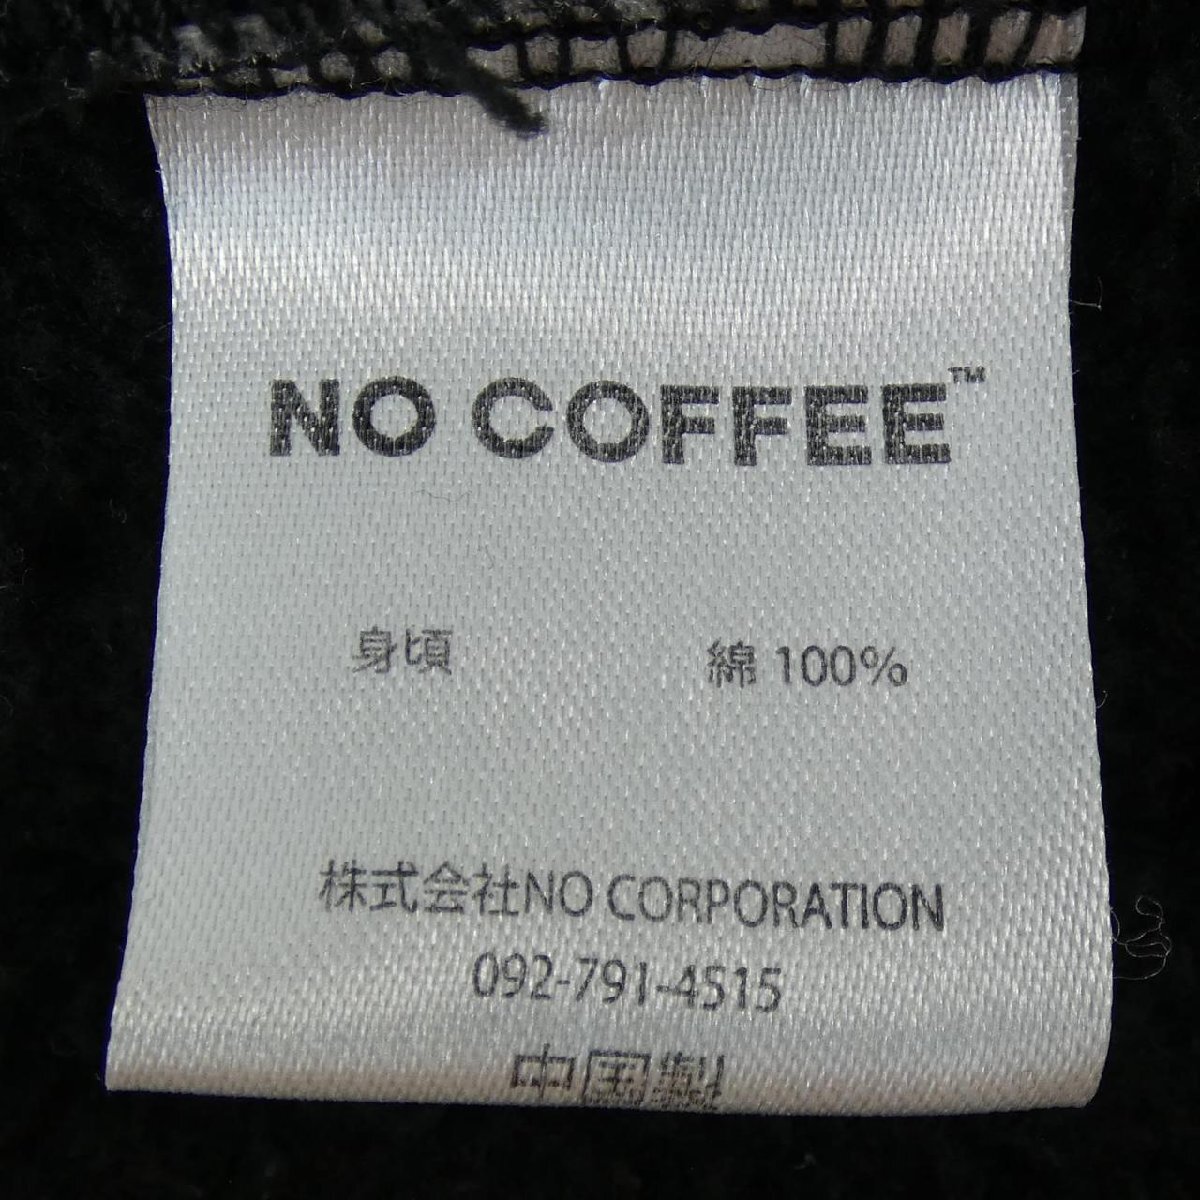 NO COFFEE™
身頃 綿 100%
株式会社NO CORPORATION
092-791-4515
中国製